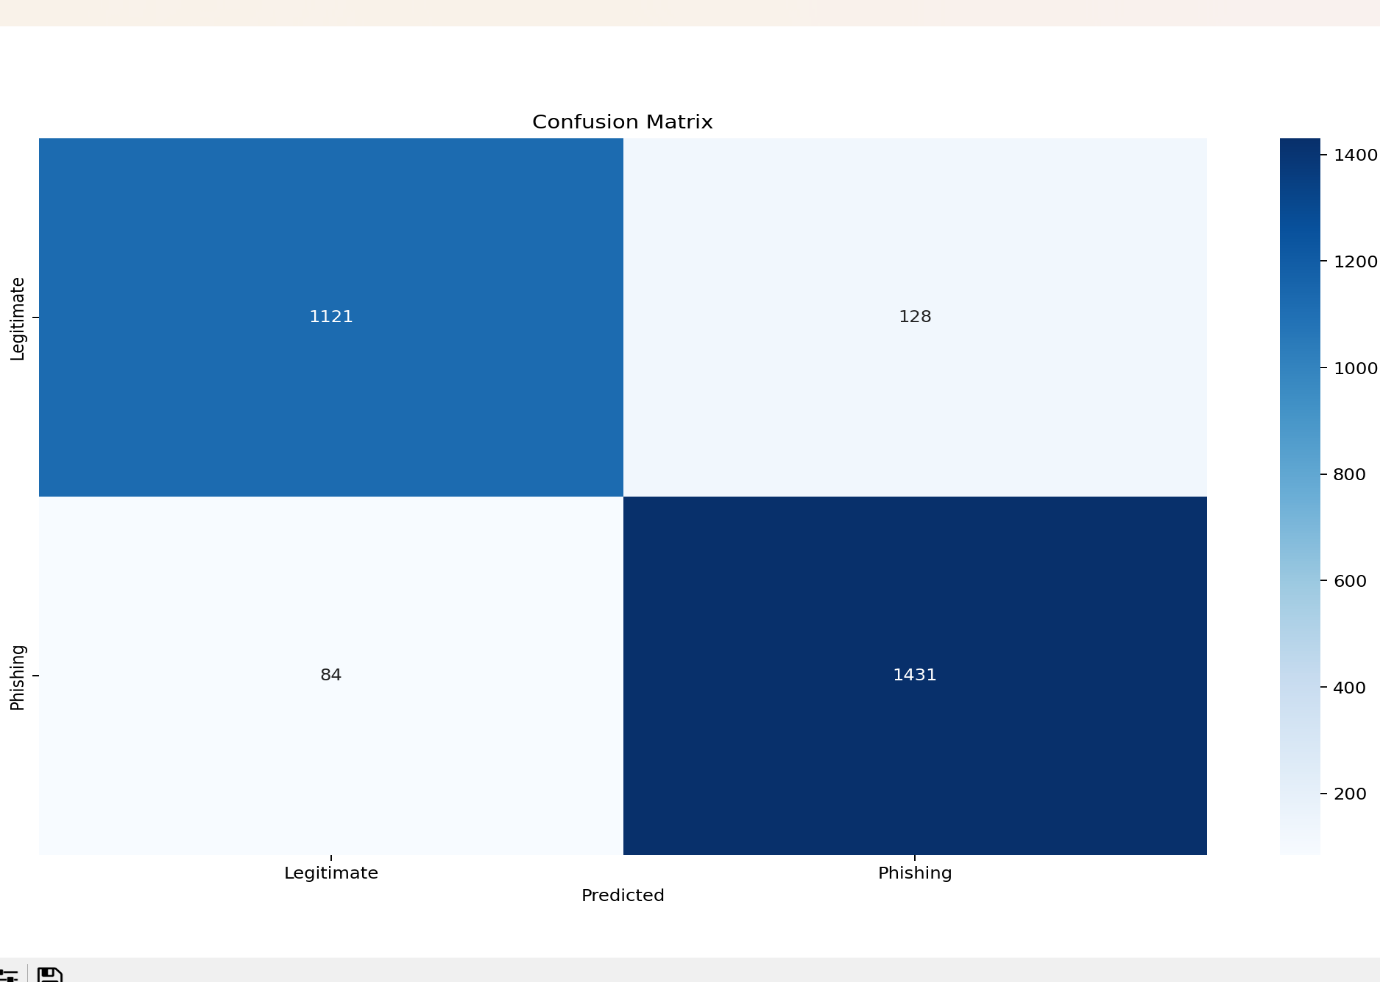 Confusion Matrix
Legitimate
1121
128
Phishing
84
1431
Legitimate
Phishing
Predicted
1400
1200
1000
800
600
400
200